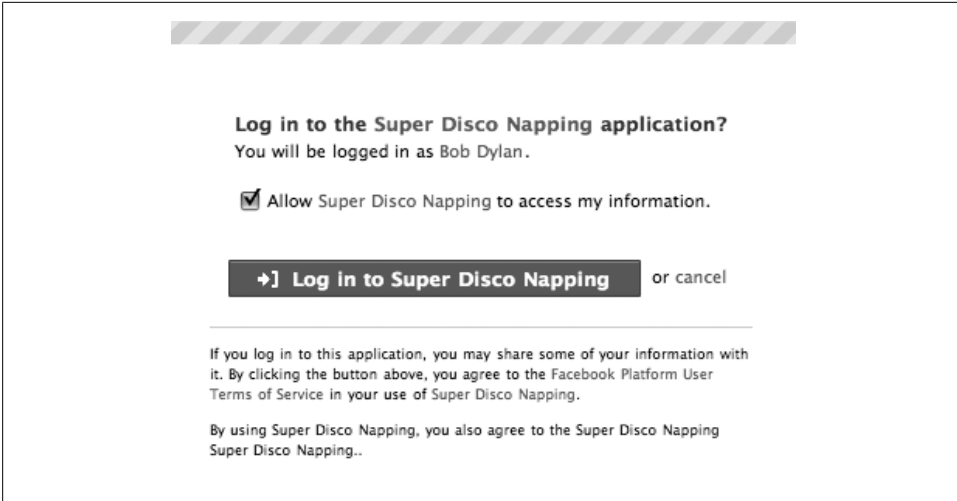 Log in to the Super Disco Napping application?
You will be logged in as Bob Dylan.
Allow Super Disco Napping to access my information.
Log in to Super Disco Napping or cancel
If you log in to this application, you may share some of your information with
it. By clicking the button above, you agree to the Facebook Platform User
Terms of Service in your use of Super Disco Napping.
By using Super Disco Napping, you also agree to the Super Disco Napping
Super Disco Napping..